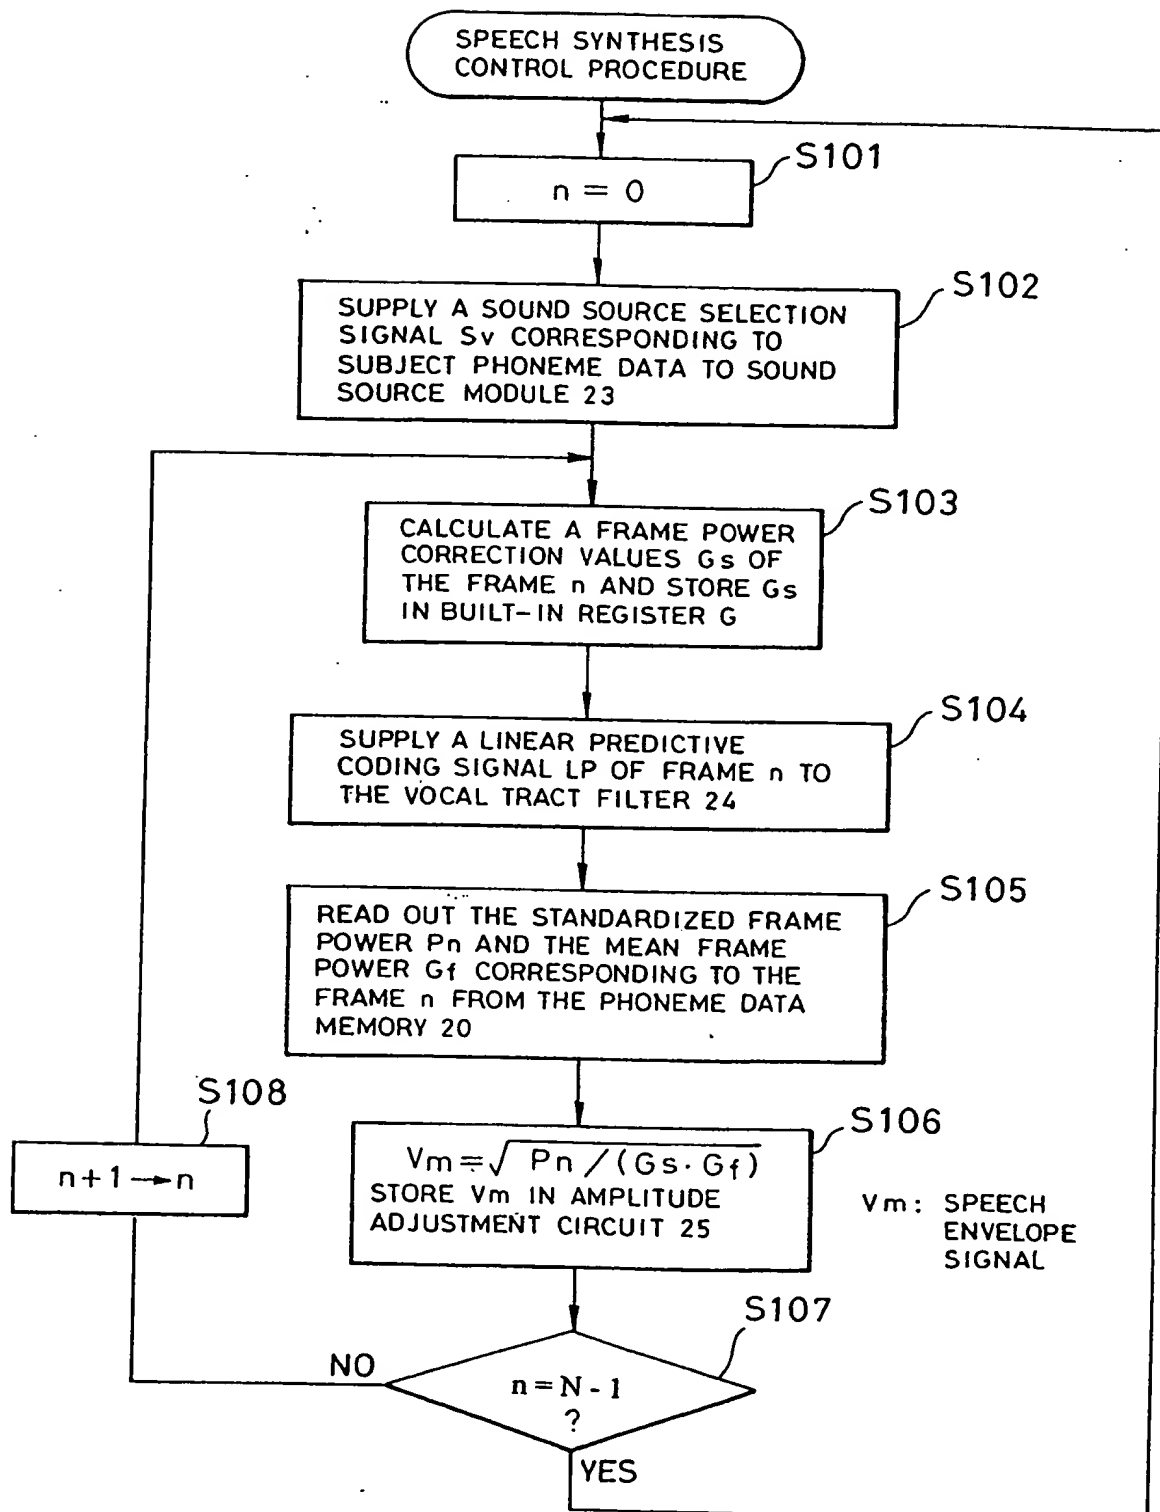 SPEECH SYNTHESIS
CONTROL PROCEDURE
S101
n = 0
S102
SUPPLY A SOUND SOURCE SELECTION
SIGNAL Sv CORRESPONDING TO
SUBJECT PHONEME DATA TO SOUND
SOURCE MODULE 23
S103
CALCULATE A FRAME POWER
CORRECTION VALUES Gs OF
THE FRAME n AND STORE Gs
IN BUILT-IN REGISTER G
S104
SUPPLY A LINEAR PREDICTIVE
CODING SIGNAL LP OF FRAME n TO
THE VOCAL TRACT FILTER 24
S105
READ OUT THE STANDARDIZED FRAME
POWER Pn AND THE MEAN FRAME
POWER Gf CORRESPONDING TO THE
FRAME n FROM THE PHONEME DATA
MEMORY 20
S108
n+1→n
S106
Vm=√Pn/(Gs·Gf)
STORE Vm IN AMPLITUDE
ADJUSTMENT CIRCUIT 25
Vm: SPEECH
ENVELOPE
SIGNAL
S107
NO
n=N-1
?
YES